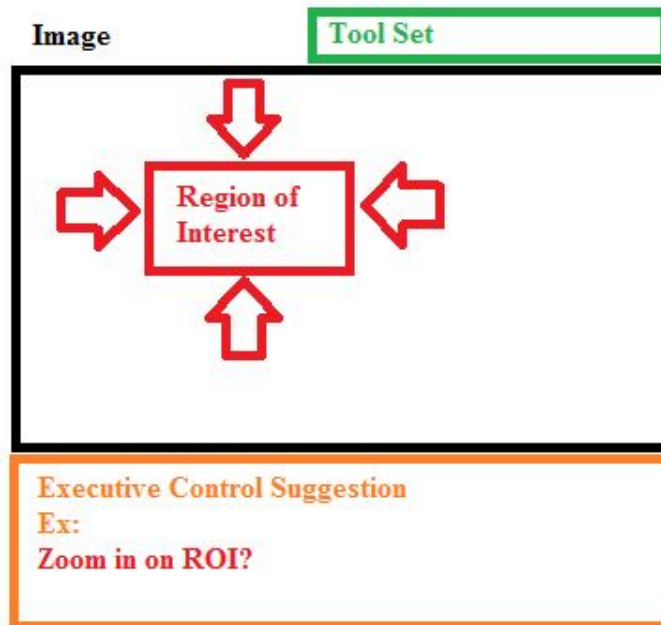 Image
Tool Set
Region of
Interest
Executive Control Suggestion
Ex:
Zoom in on ROI?